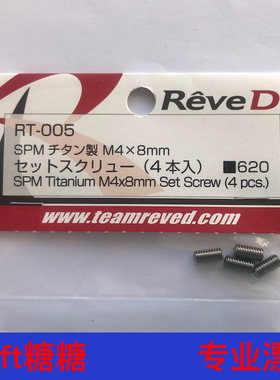 Rêve D
RT-005
SPM チタン製 M4×8mm
セットスクリュー（4本入） ■620
SPM Titanium M4x8mm Set Screw (4 pcs.)
www.teamreved.com
ft糖糖
专业漂